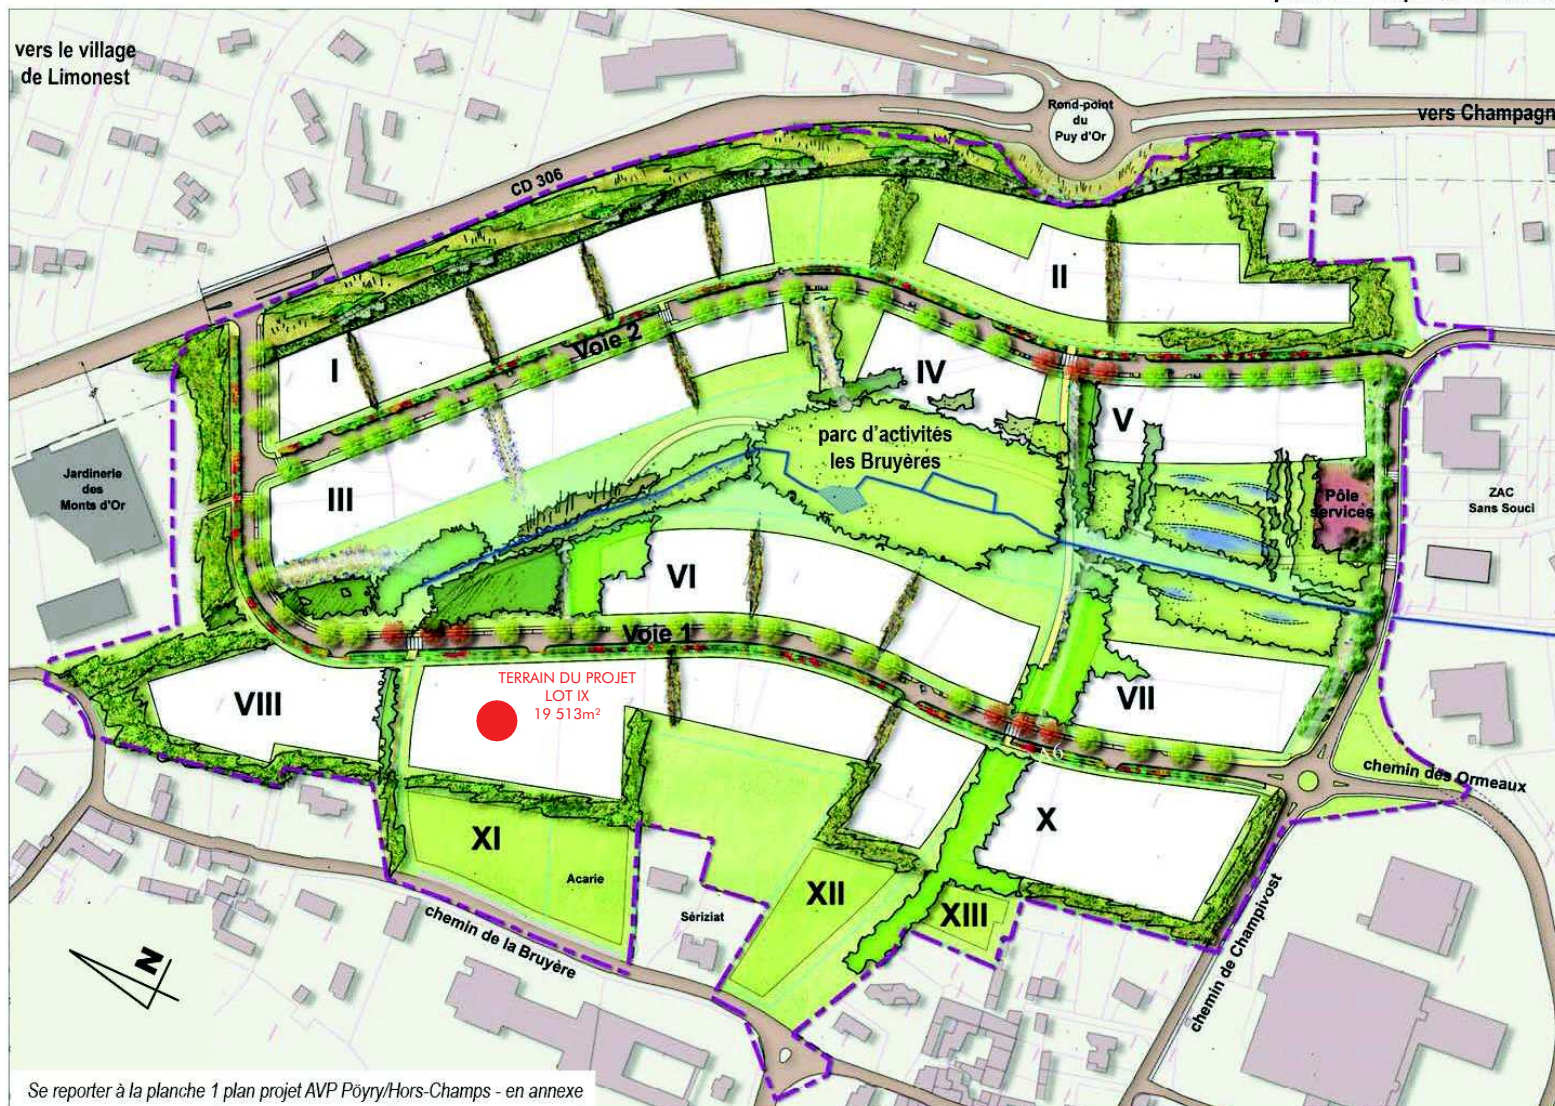 vers le village
de Limonest
Rond-point
du
Puy d'Or
vers Champagn
CD 306
II
I
Voie 2
IV
V
parc d'activités
les Bruyères
Jardinerie
des
Monts d'Or
III
Pôle
services
ZAC
Sans Souci
VI
Voie 1
TERRAIN DU PROJET
LOT IX
19 513m²
VIII
VII
chemin des Ormeaux
X
XI
Acarie
XII
XIII
Sériziat
chemin de la Bruyère
chemin de Champivost
N
Se reporter à la planche 1 plan projet AVP Pöyry/Hors-Champs - en annexe